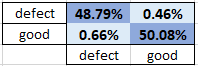 defect 48.79% 0.46%
good 0.66% 50.08%
defect good